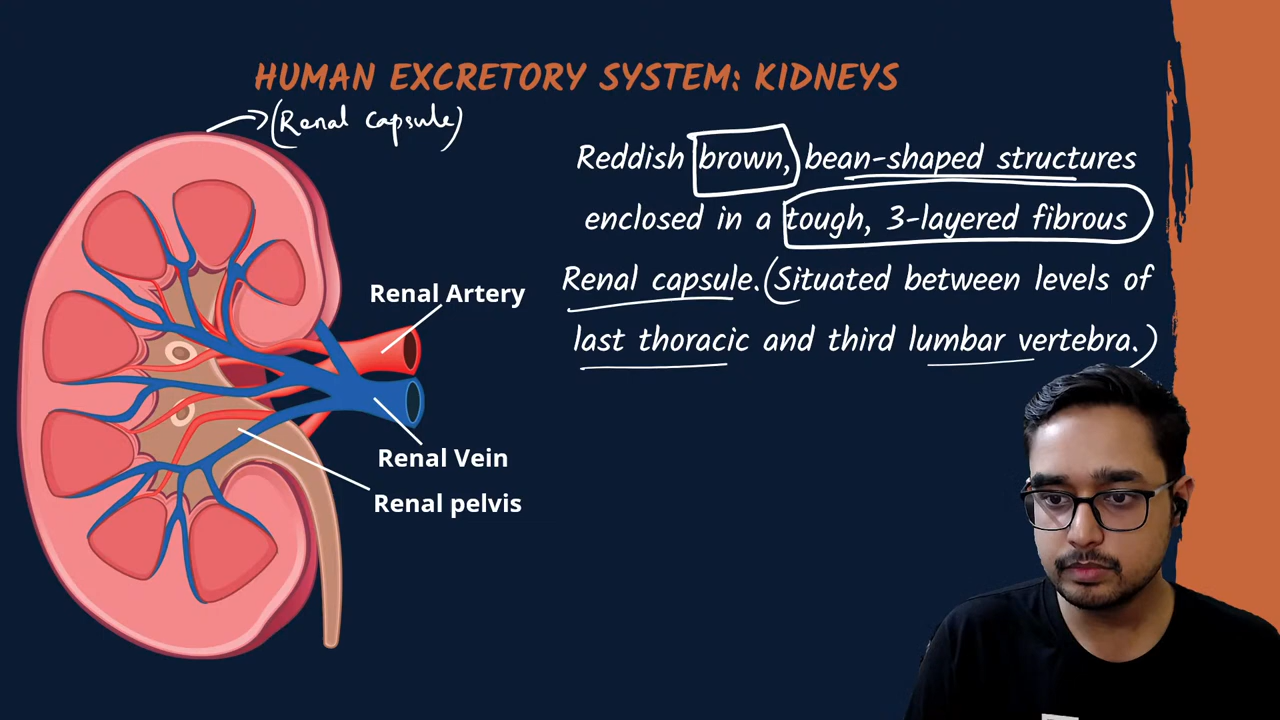 HUMAN EXCRETORY SYSTEM: KIDNEYS
(Renal capsule)
Reddish brown, bean-shaped structures
enclosed in a tough, 3-layered fibrous
Renal capsule. (Situated between levels of
last thoracic and third lumbar vertebra.)
Renal Artery
Renal Vein
Renal pelvis